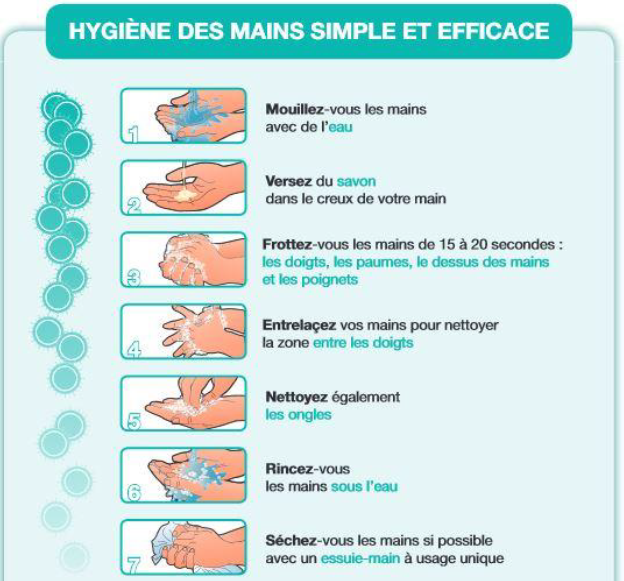 HYGIÈNE DES MAINS SIMPLE ET EFFICACE
1
Mouillez-vous les mains
avec de l'eau
2
Versez du savon
dans le creux de votre main
3
Frottez-vous les mains de 15 à 20 secondes :
les doigts, les paumes, le dessus des mains
et les poignets
4
Entrelaçez vos mains pour nettoyer
la zone entre les doigts
5
Nettoyez également
les ongles
6
Rincez-vous
les mains sous l'eau
7
Séchez-vous les mains si possible
avec un essuie-main à usage unique